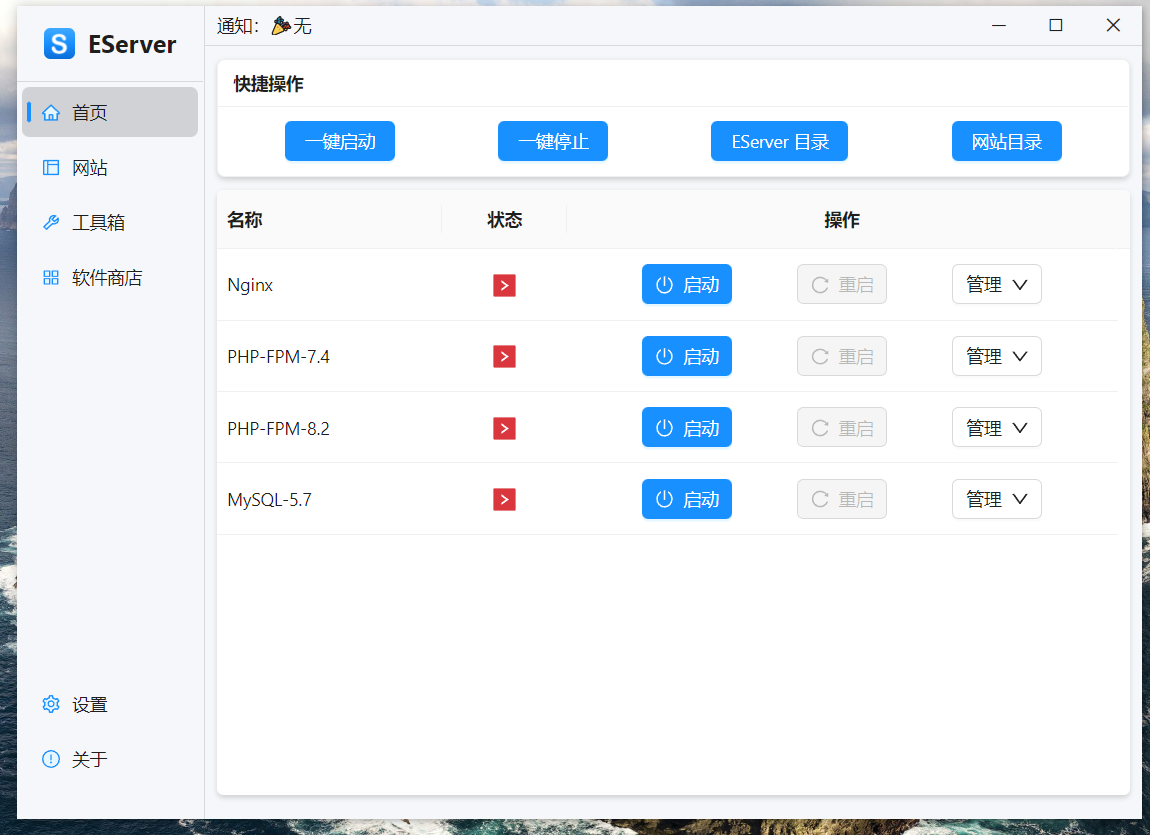 S EServer
通知: 无
首页
网站
工具箱
软件商店
设置
关于
快捷操作
一键启动 一键停止 EServer 目录 网站目录
名称 状态 操作
Nginx 启动 重启 管理
PHP-FPM-7.4 启动 重启 管理
PHP-FPM-8.2 启动 重启 管理
MySQL-5.7 启动 重启 管理